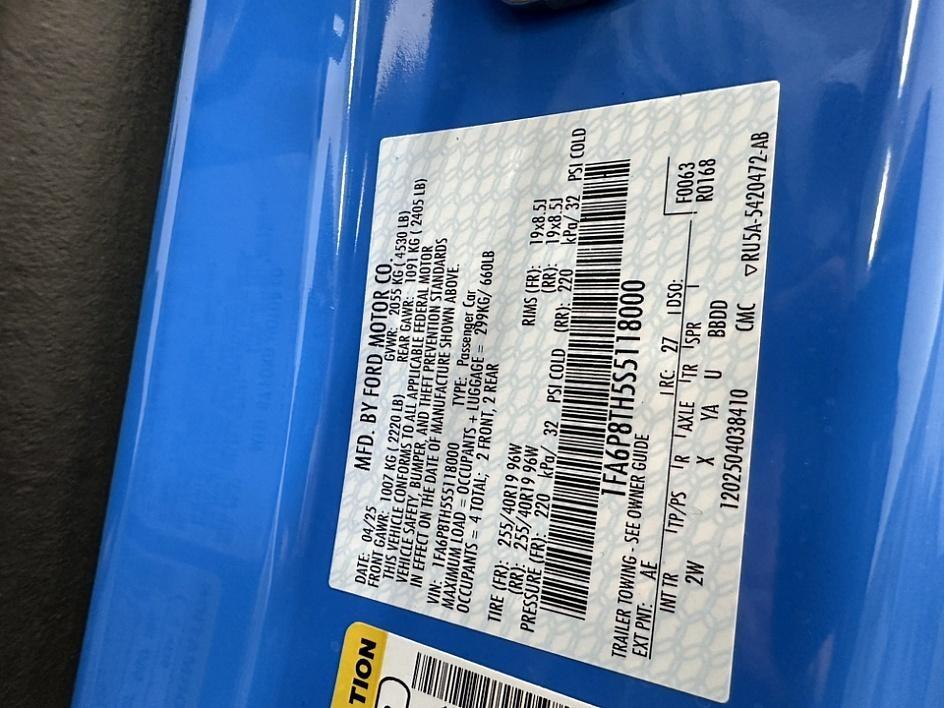 MFD. BY FORD MOTOR CO.
DATE: 04/25 GVWR: 2055 KG ( 4530 LB)
FRONT GAWR: 1007 KG ( 2220 LB) REAR GAWR: 1091 KG ( 2405 LB)
THIS VEHICLE CONFORMS TO ALL APPLICABLE FEDERAL MOTOR
VEHICLE SAFETY, BUMPER, AND THEFT PREVENTION STANDARDS
IN EFFECT ON THE DATE OF MANUFACTURE SHOWN ABOVE.
VIN: 1FA6P8TH5S5118000 TYPE: Passenger Car
MAXIMUM LOAD = OCCUPANTS + LUGGAGE = 299KG/ 660LB
OCCUPANTS = 4 TOTAL; 2 FRONT, 2 REAR
TIRE (FR): 255/40R19 96W RIMS (FR): 19x8.5J
(RR): 255/40R19 96W (RR): 19x8.5J
PRESSURE (FR): 220 kPa/ 32 PSI COLD (RR): 220 kPa/ 32 PSI COLD
1FA6P8TH5S5118000
TRAILER TOWING - SEE OWNER GUIDE
EXT PNT: AE RC: 27 DSO: F0063
R0168
INT TR TP/PS R AXLE TR SPR
2W X YA U BBDD
120250403841​0 CMC ▽RU5A-5420472-AB
TION